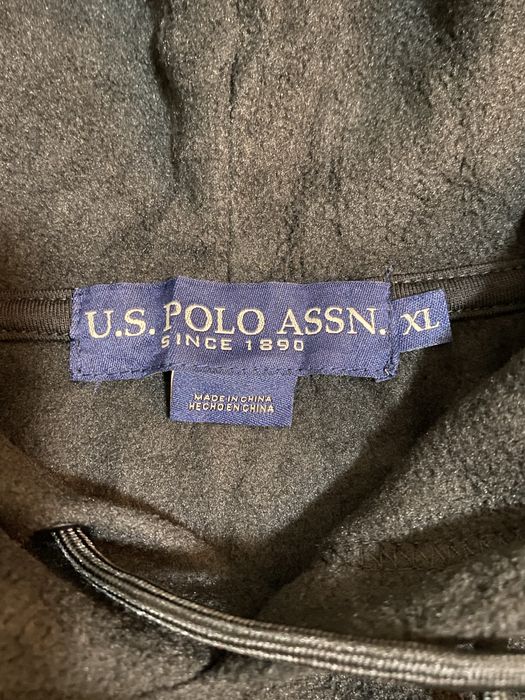 U.S. POLO ASSN.
SINCE 1890
XL
MADE IN CHINA
HECHO EN CHINA